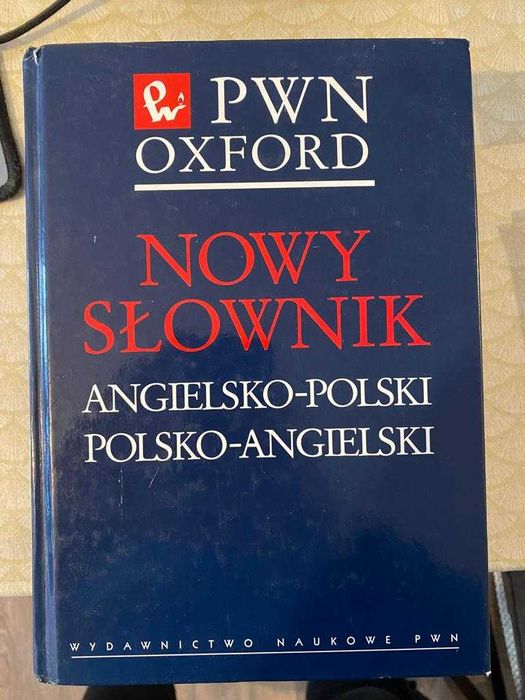 PWN
OXFORD
NOWY
SŁOWNIK
ANGIELSKO-POLSKI
POLSKO-ANGIELSKI
WYDAWNICTWO NAUKOWE PWN